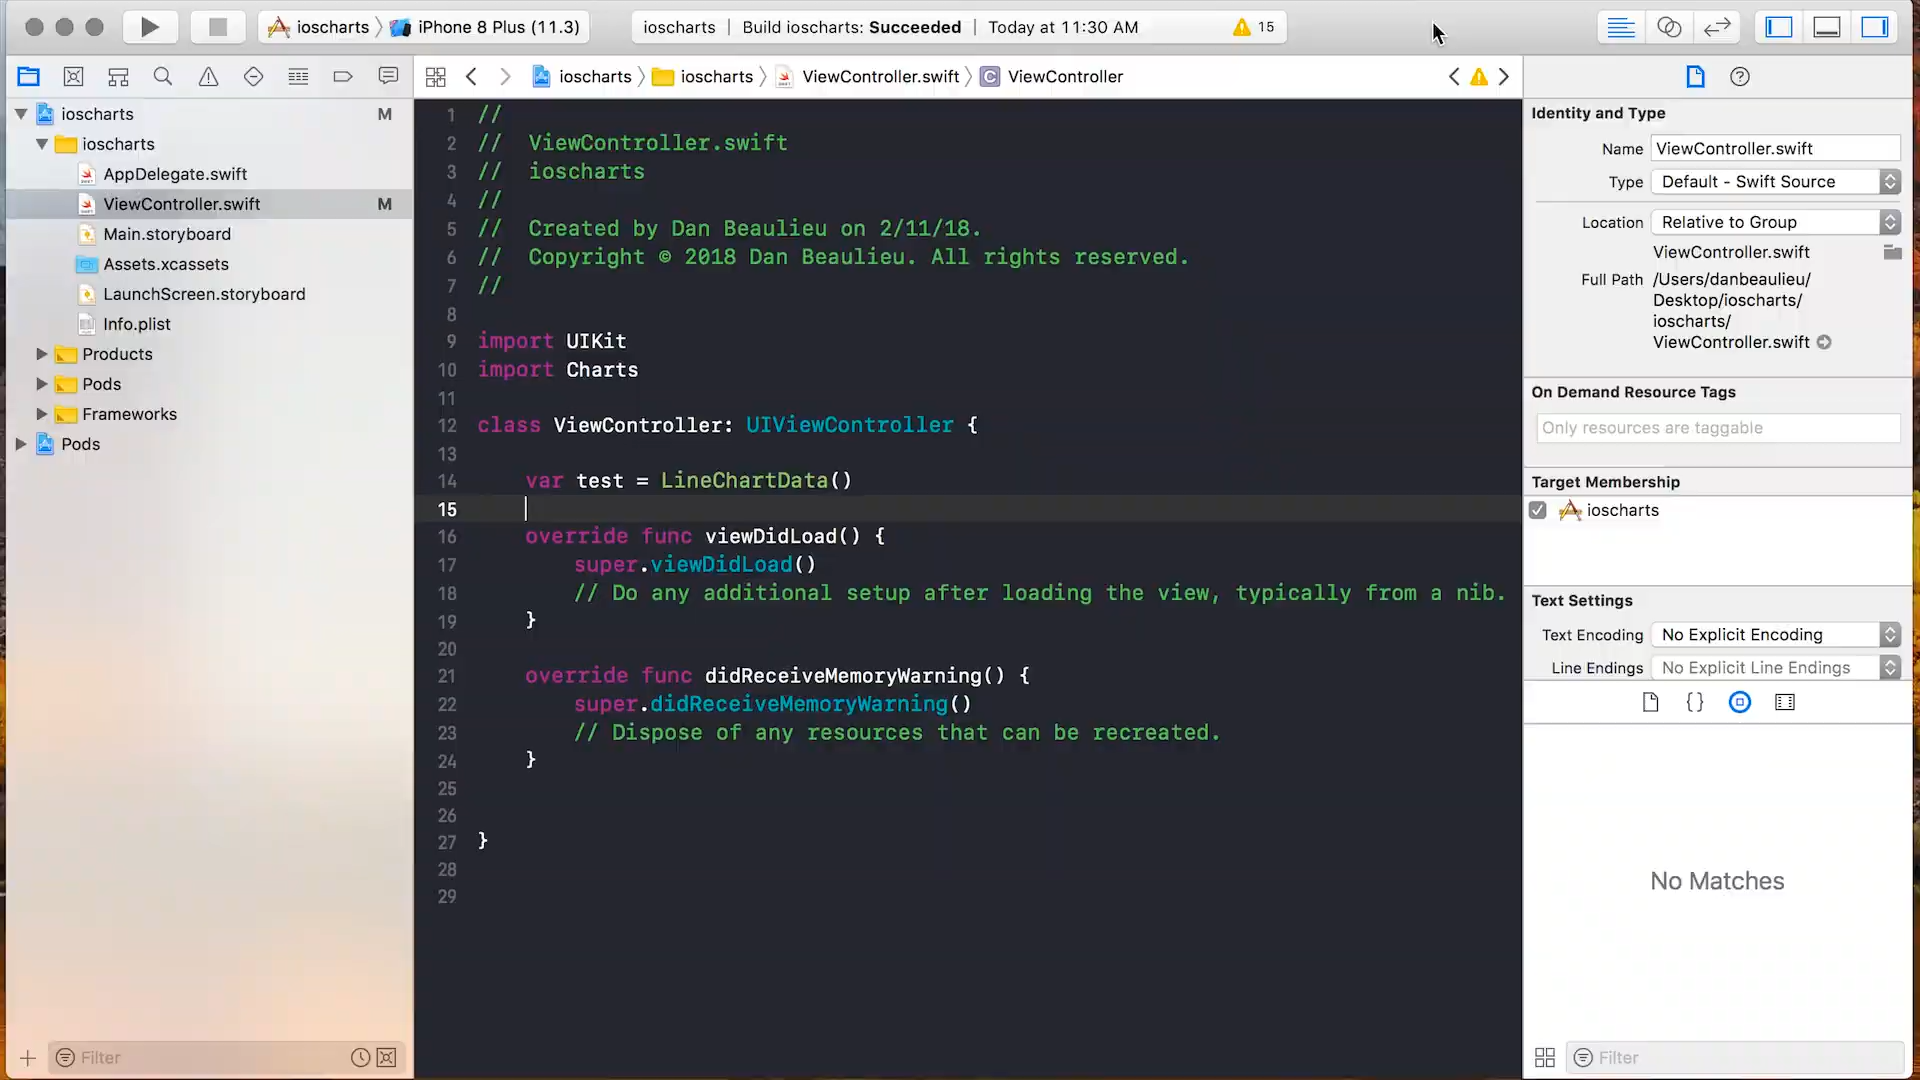 ioscharts iPhone 8 Plus (11.3)
ioscharts | Build ioscharts: Succeeded | Today at 11:30 AM 15
ioscharts M
ioscharts
AppDelegate.swift
ViewController.swift M
Main.storyboard
Assets.xcassets
LaunchScreen.storyboard
Info.plist
Products
Pods
Frameworks
Pods
Filter
ioscharts ioscharts ViewController.swift C ViewController
1 //
2 //  ViewController.swift
3 //  ioscharts
4 //
5 //  Created by Dan Beaulieu on 2/11/18.
6 //  Copyright © 2018 Dan Beaulieu. All rights reserved.
7 //
8
9 import UIKit
10 import Charts
11
12 class ViewController: UIViewController {
13
14     var test = LineChartData()
15
16     override func viewDidLoad() {
17         super.viewDidLoad()
18         // Do any additional setup after loading the view, typically from a nib.
19     }
20
21     override func didReceiveMemoryWarning() {
22         super.didReceiveMemoryWarning()
23         // Dispose of any resources that can be recreated.
24     }
25
26
27 }
28
29
Identity and Type
Name ViewController.swift
Type Default - Swift Source
Location Relative to Group
ViewController.swift
Full Path /Users/danbeaulieu/
Desktop/ioscharts/
ioscharts/
ViewController.swift
On Demand Resource Tags
Only resources are taggable
Target Membership
ioscharts
Text Settings
Text Encoding No Explicit Encoding
Line Endings No Explicit Line Endings
{}
No Matches
Filter